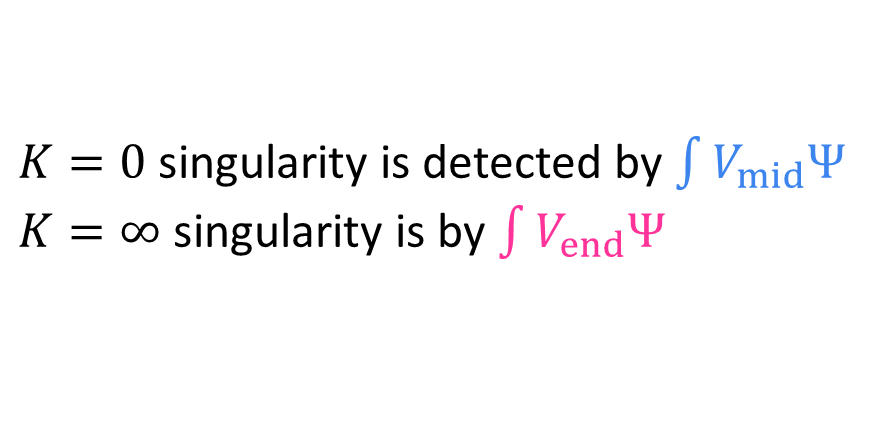 K = 0 singularity is detected by ∫ V_mid Ψ
K = ∞ singularity is by ∫ V_end Ψ